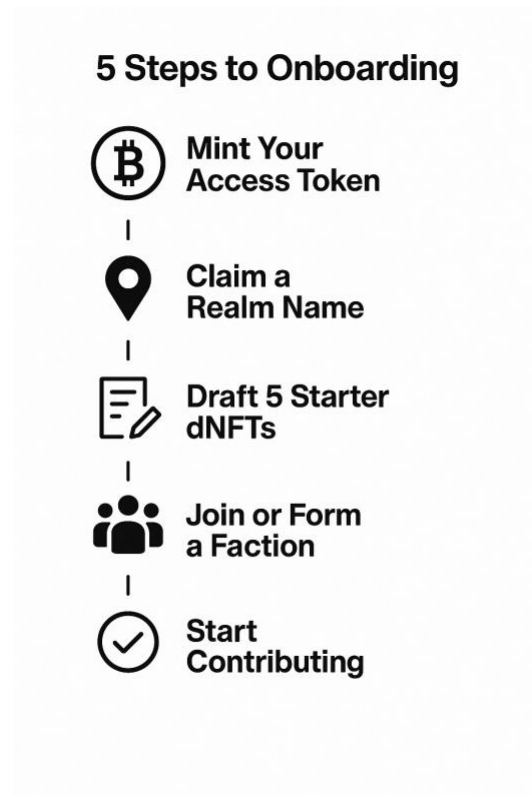 5 Steps to Onboarding
Mint Your
Access Token
Claim a
Realm Name
Draft 5 Starter
dNFTs
Join or Form
a Faction
Start
Contributing